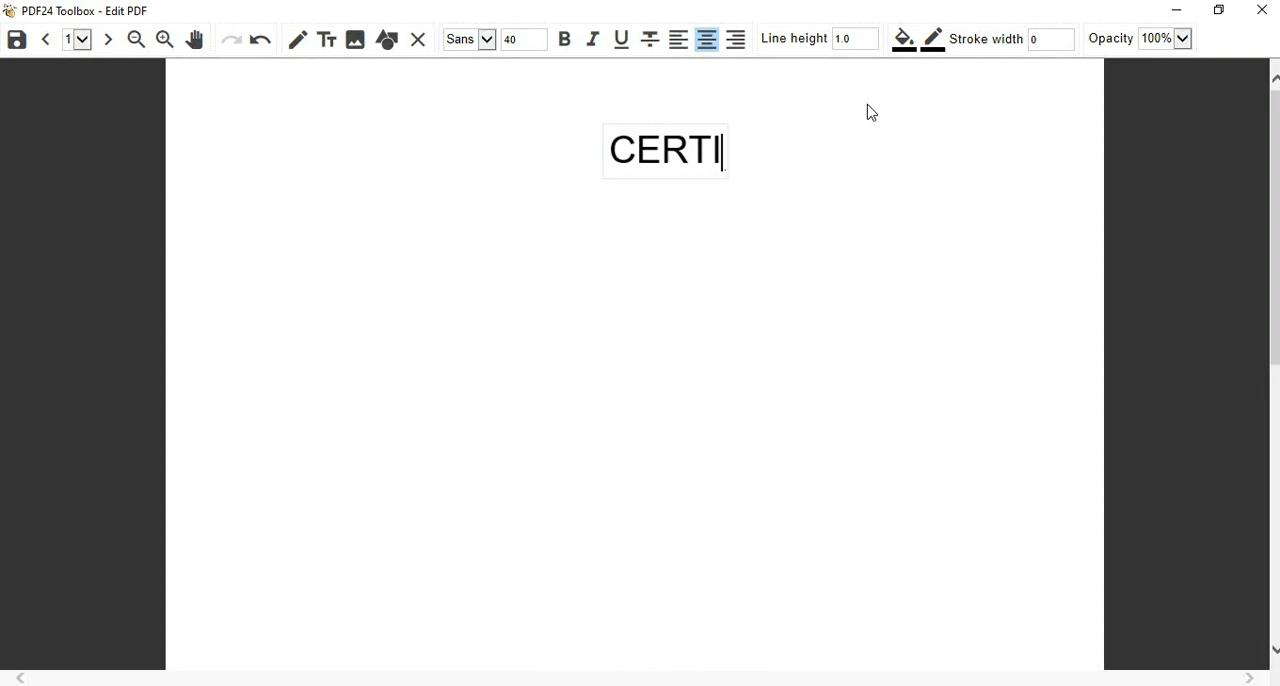 PDF24 Toolbox - Edit PDF
1 Sans 40 Line height 1.0 Stroke width 0 Opacity 100%
CERTI